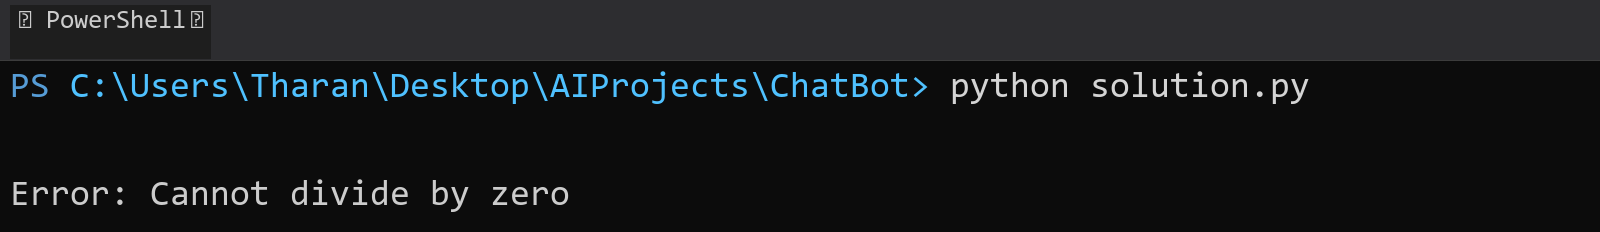 PowerShell
PS C:\Users\Tharan\Desktop\AIProjects\ChatBot> python solution.py
Error: Cannot divide by zero